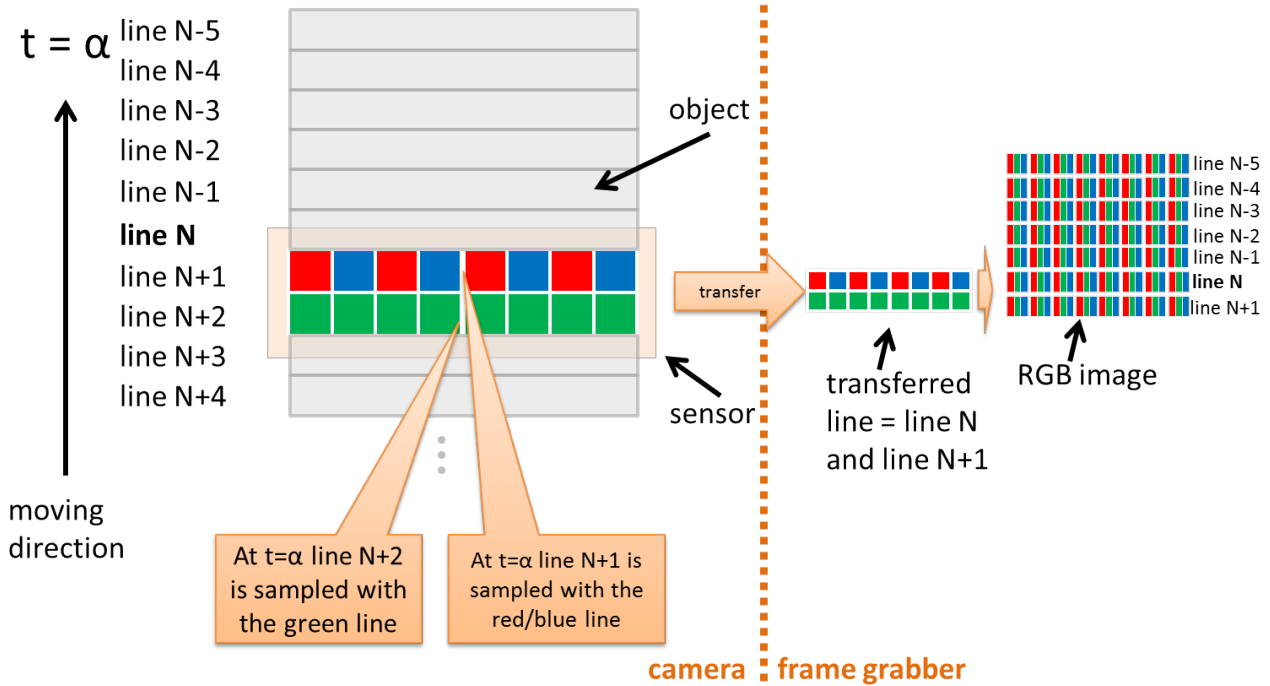 t = α
line N-5
line N-4
line N-3
line N-2
line N-1
line N
line N+1
line N+2
line N+3
line N+4
moving
direction
object
sensor
At t=α line N+2
is sampled with
the green line
At t=α line N+1 is
sampled with the
red/blue line
transfer
transferred
line = line N
and line N+1
line N-5
line N-4
line N-3
line N-2
line N-1
line N
line N+1
RGB image
camera
frame grabber